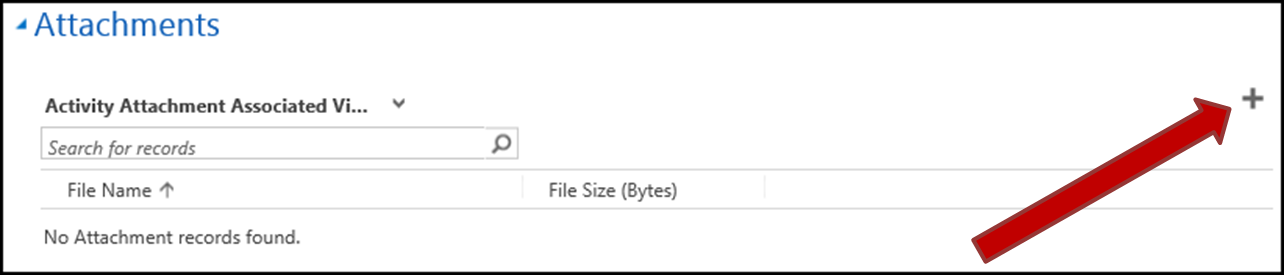 Attachments
Activity Attachment Associated Vi...
Search for records
File Name File Size (Bytes)
No Attachment records found.